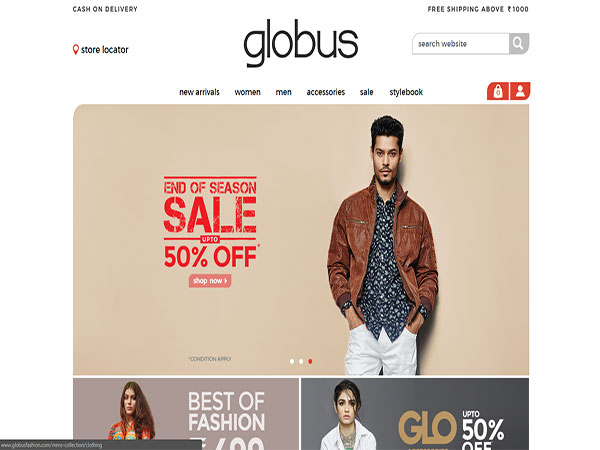 CASH ON DELIVERY
FREE SHIPPING ABOVE ₹1000
store locator
globus
search website
new arrivals women men accessories sale stylebook
0
END OF SEASON
SALE
UPTO
50% OFF*
shop now
*CONDITION APPLY
BEST OF
FASHION
₹499
GLO
UPTO
50%
OFF
www.globusfashion.com/mens-collection/clothing